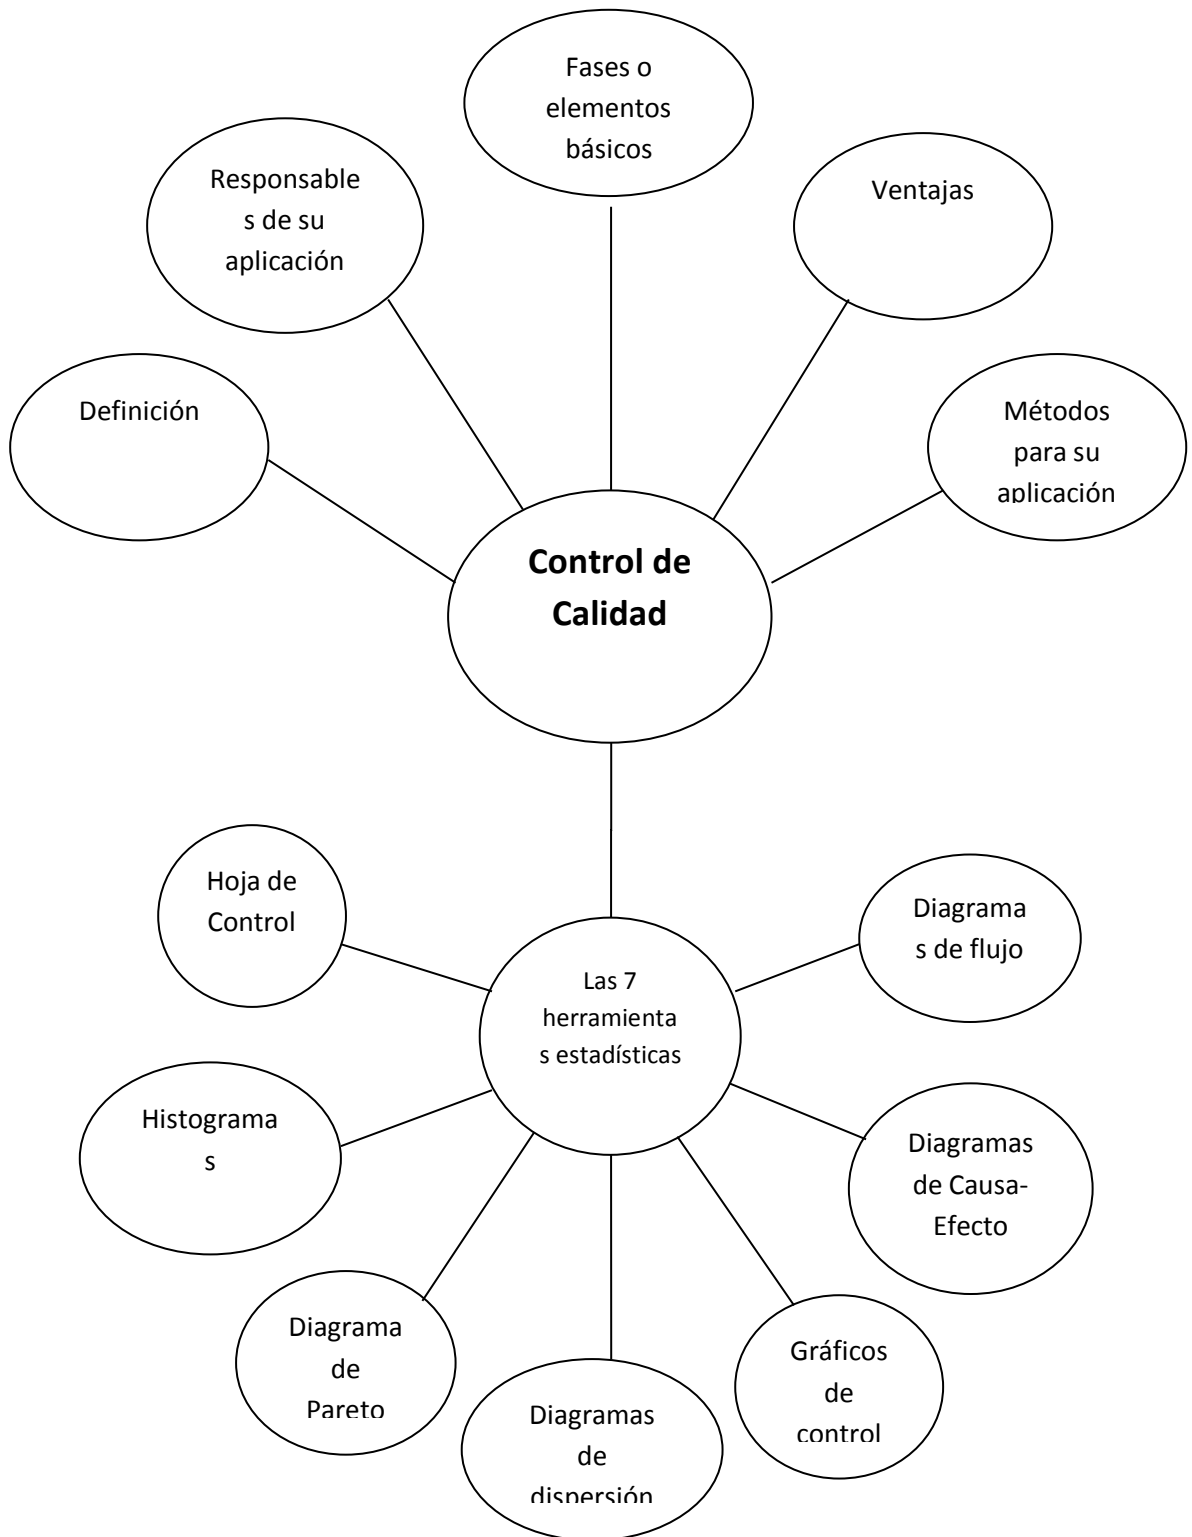 Fases o
elementos
básicos
Responsable
s de su
aplicación
Ventajas
Definición
Métodos
para su
aplicación
Control de
Calidad
Hoja de
Control
Diagrama
s de flujo
Las 7
herramienta
s estadísticas
Histograma
s
Diagramas
de Causa-
Efecto
Diagrama
de
Pareto
Gráficos
de
control
Diagramas
de
dispersión